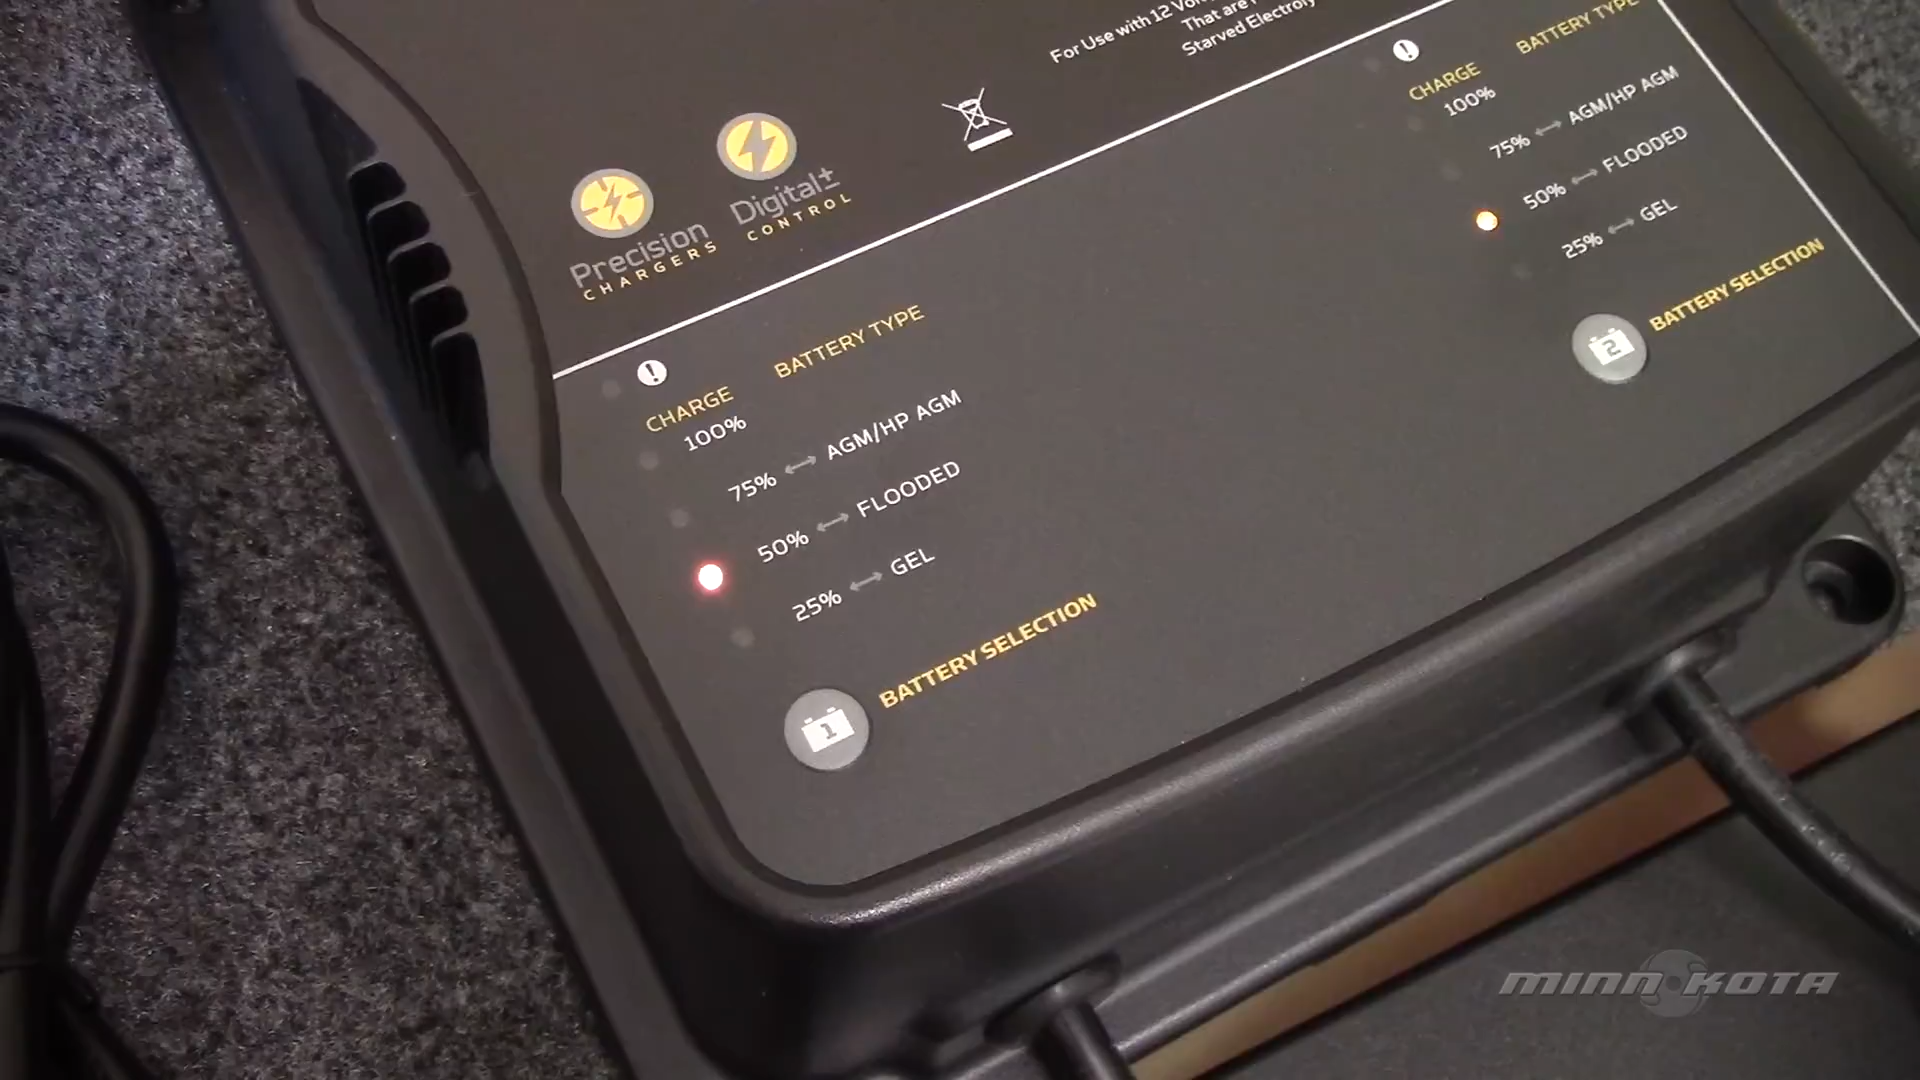 For Use with 12 Vol
That are
Starved Electroly
Precision
CHARGERS
Digital±
CONTROL
!
CHARGE BATTERY TYPE
100%
75% ↔ AGM/HP AGM
50% ↔ FLOODED
25% ↔ GEL
1 BATTERY SELECTION
!
CHARGE BATTERY TYPE
100%
75% ↔ AGM/HP AGM
50% ↔ FLOODED
25% ↔ GEL
2 BATTERY SELECTION
MINN KOTA